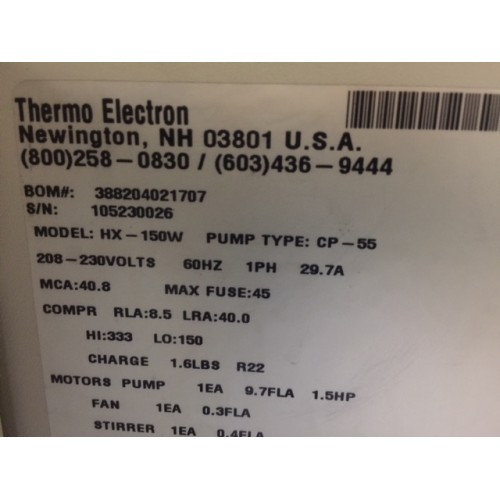 Thermo Electron
Newington, NH 03801 U.S.A.
(800)258-0830 / (603)436-9444
BOM#: 388204021707
S/N: 105230026
MODEL: HX-150W PUMP TYPE: CP-55
208-230VOLTS 60HZ 1PH 29.7A
MCA:40.8 MAX FUSE:45
COMPR RLA:8.5 LRA:40.0
HI:333 LO:150
CHARGE 1.6LBS R22
MOTORS PUMP 1EA 9.7FLA 1.5HP
FAN 1EA 0.3FLA
STIRRER 1EA 0.4FLA